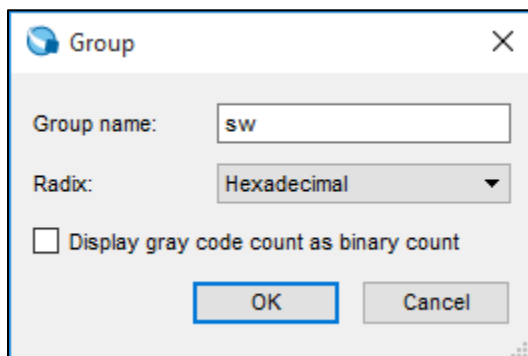 Group
Group name: sw
Radix: Hexadecimal
Display gray code count as binary count
OK Cancel